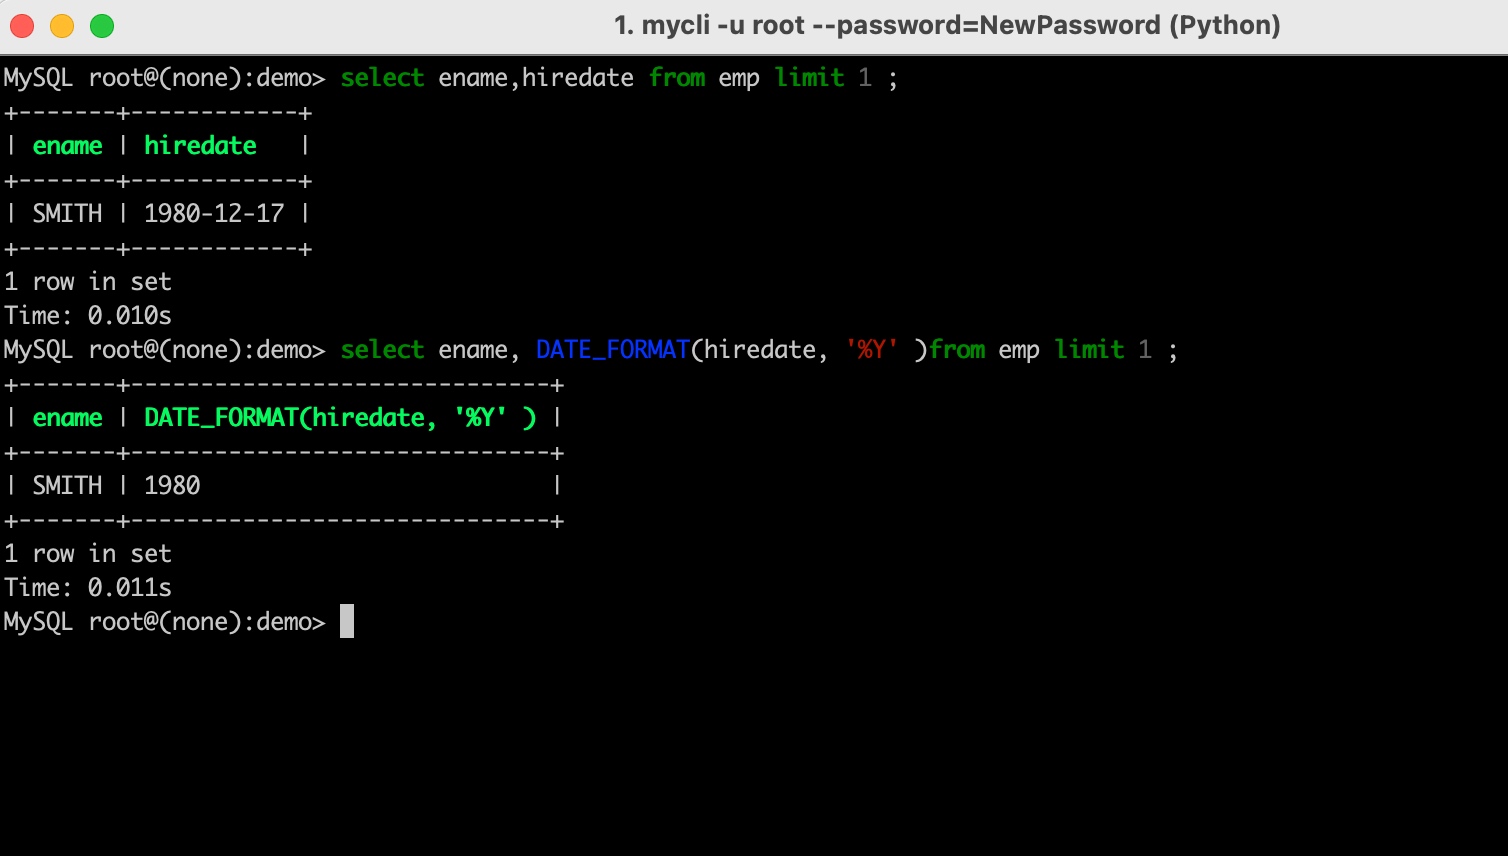 1. mycli -u root --password=NewPassword (Python)
MySQL root@(none):demo> select ename,hiredate from emp limit 1 ;
+-------+------------+
| ename | hiredate   |
+-------+------------+
| SMITH | 1980-12-17 |
+-------+------------+
1 row in set
Time: 0.010s
MySQL root@(none):demo> select ename, DATE_FORMAT(hiredate, '%Y' )from emp limit 1 ;
+-------+------------------------------+
| ename | DATE_FORMAT(hiredate, '%Y' ) |
+-------+------------------------------+
| SMITH | 1980                         |
+-------+------------------------------+
1 row in set
Time: 0.011s
MySQL root@(none):demo>